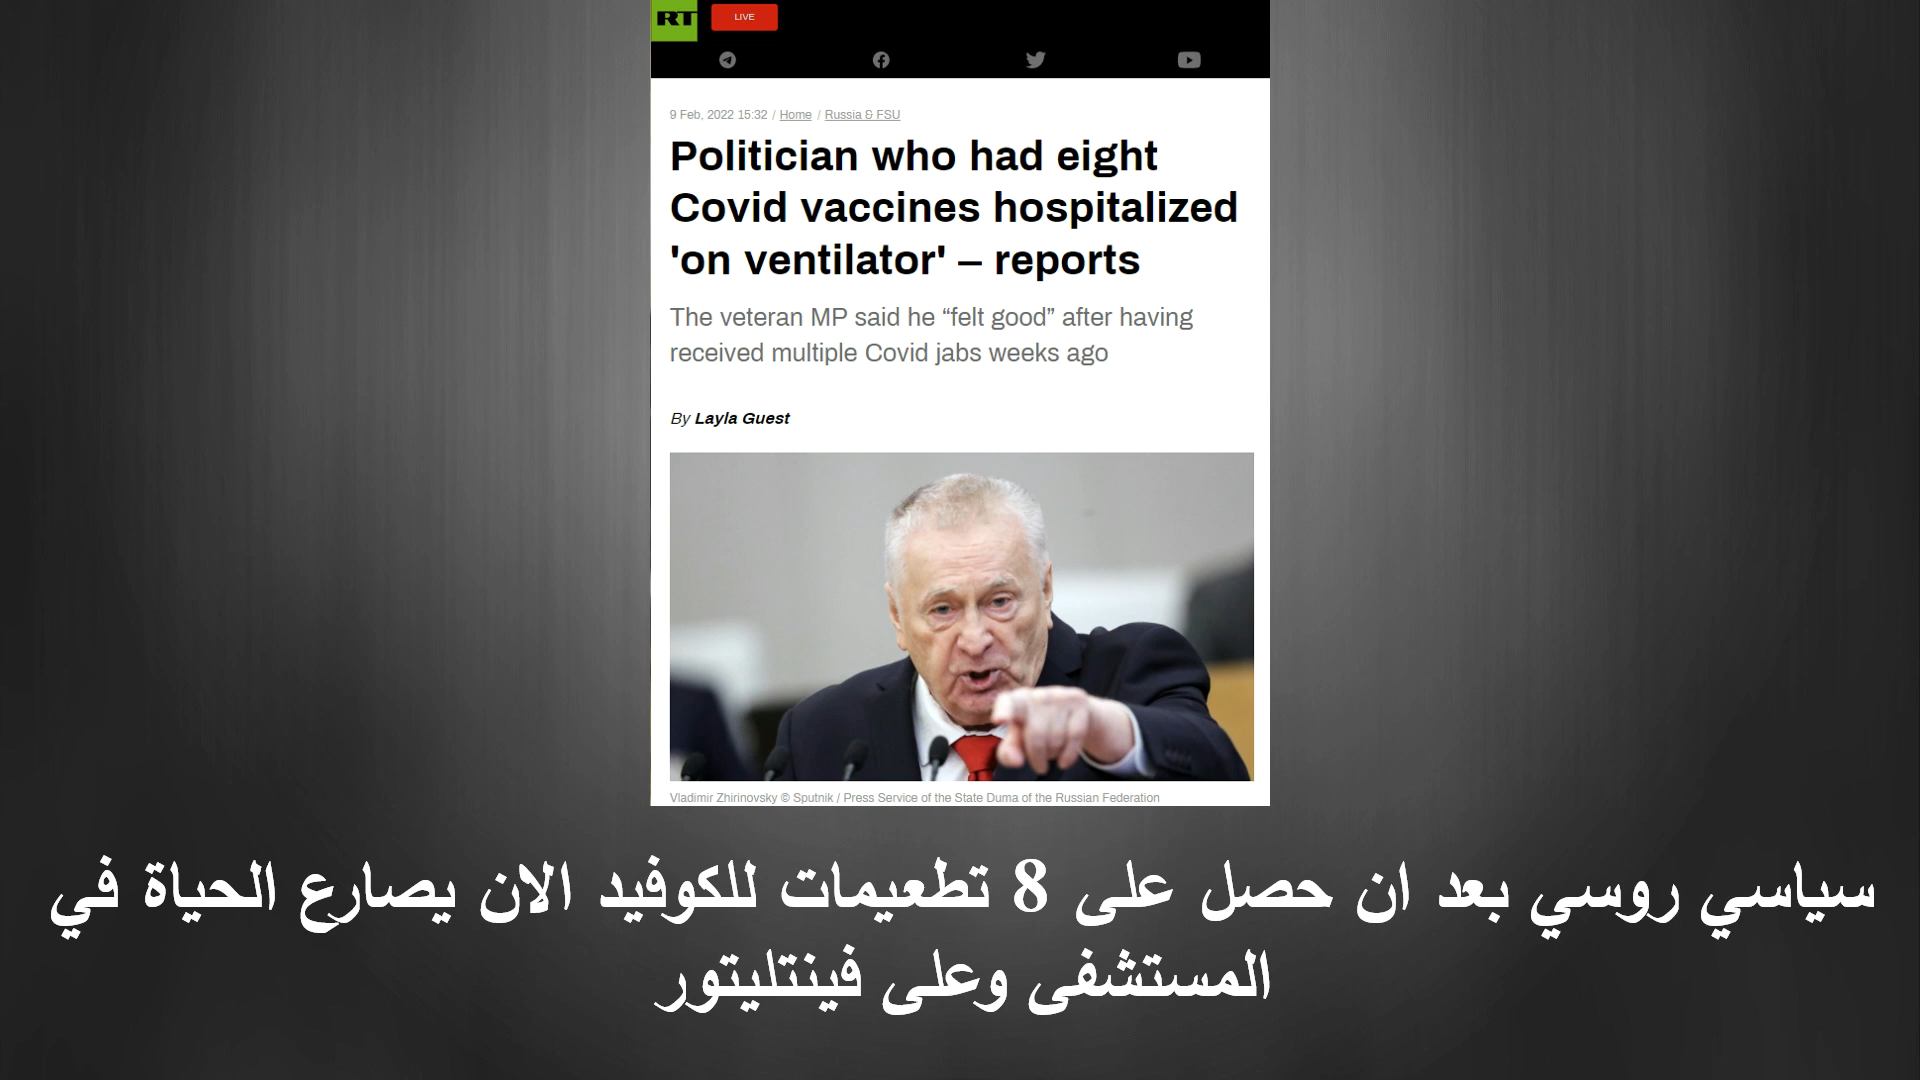 RT
LIVE
9 Feb, 2022 15:32 / Home / Russia & FSU
Politician who had eight
Covid vaccines hospitalized
'on ventilator' – reports
The veteran MP said he “felt good” after having
received multiple Covid jabs weeks ago
By Layla Guest
Vladimir Zhirinovsky © Sputnik / Press Service of the State Duma of the Russian Federation
سياسي روسي بعد ان حصل على 8 تطعيمات للكوفيد الان يصارع الحياة في
المستشفى وعلى فينتليتور